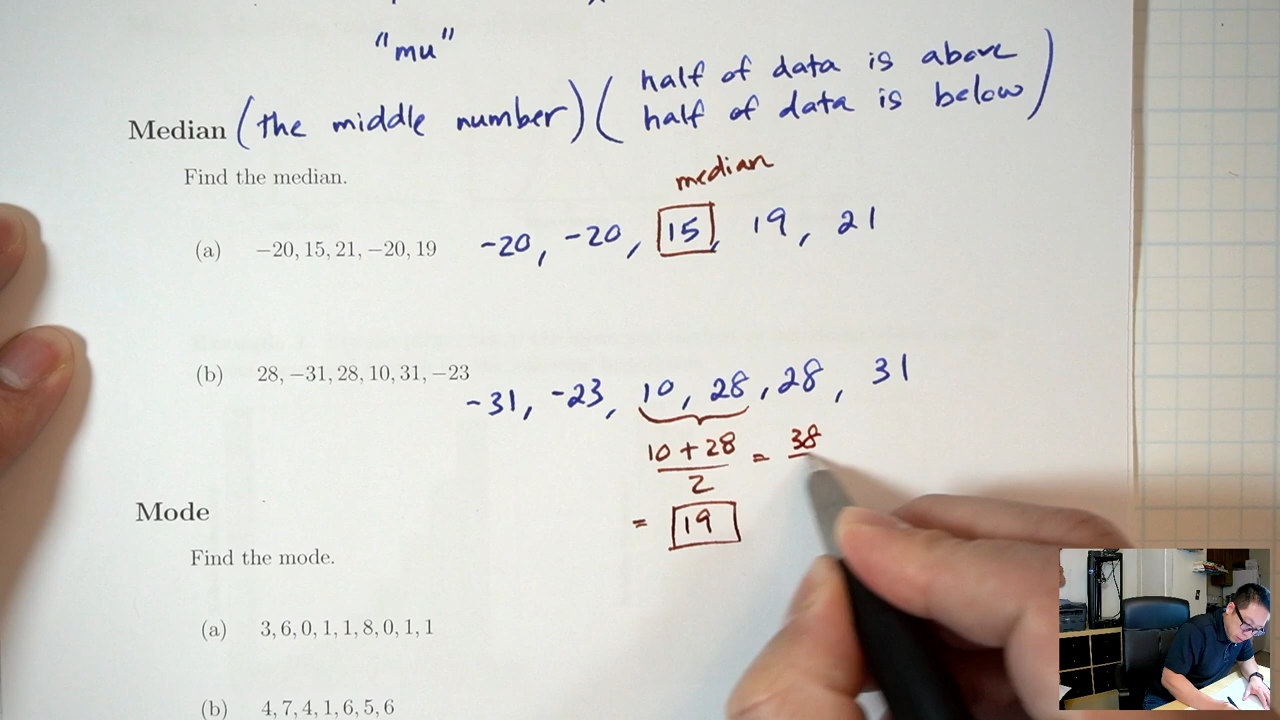 "mu"
Median (the middle number) (half of data is above
half of data is below)
Find the median.
median
(a) −20, 15, 21, −20, 19 -20, -20, 15, 19, 21
(b) 28, −31, 28, 10, 31, −23 -31, -23, 10, 28, 28, 31
10 + 28 = 38
2
= 19
Mode
Find the mode.
(a) 3, 6, 0, 1, 1, 8, 0, 1, 1
(b) 4, 7, 4, 1, 6, 5, 6